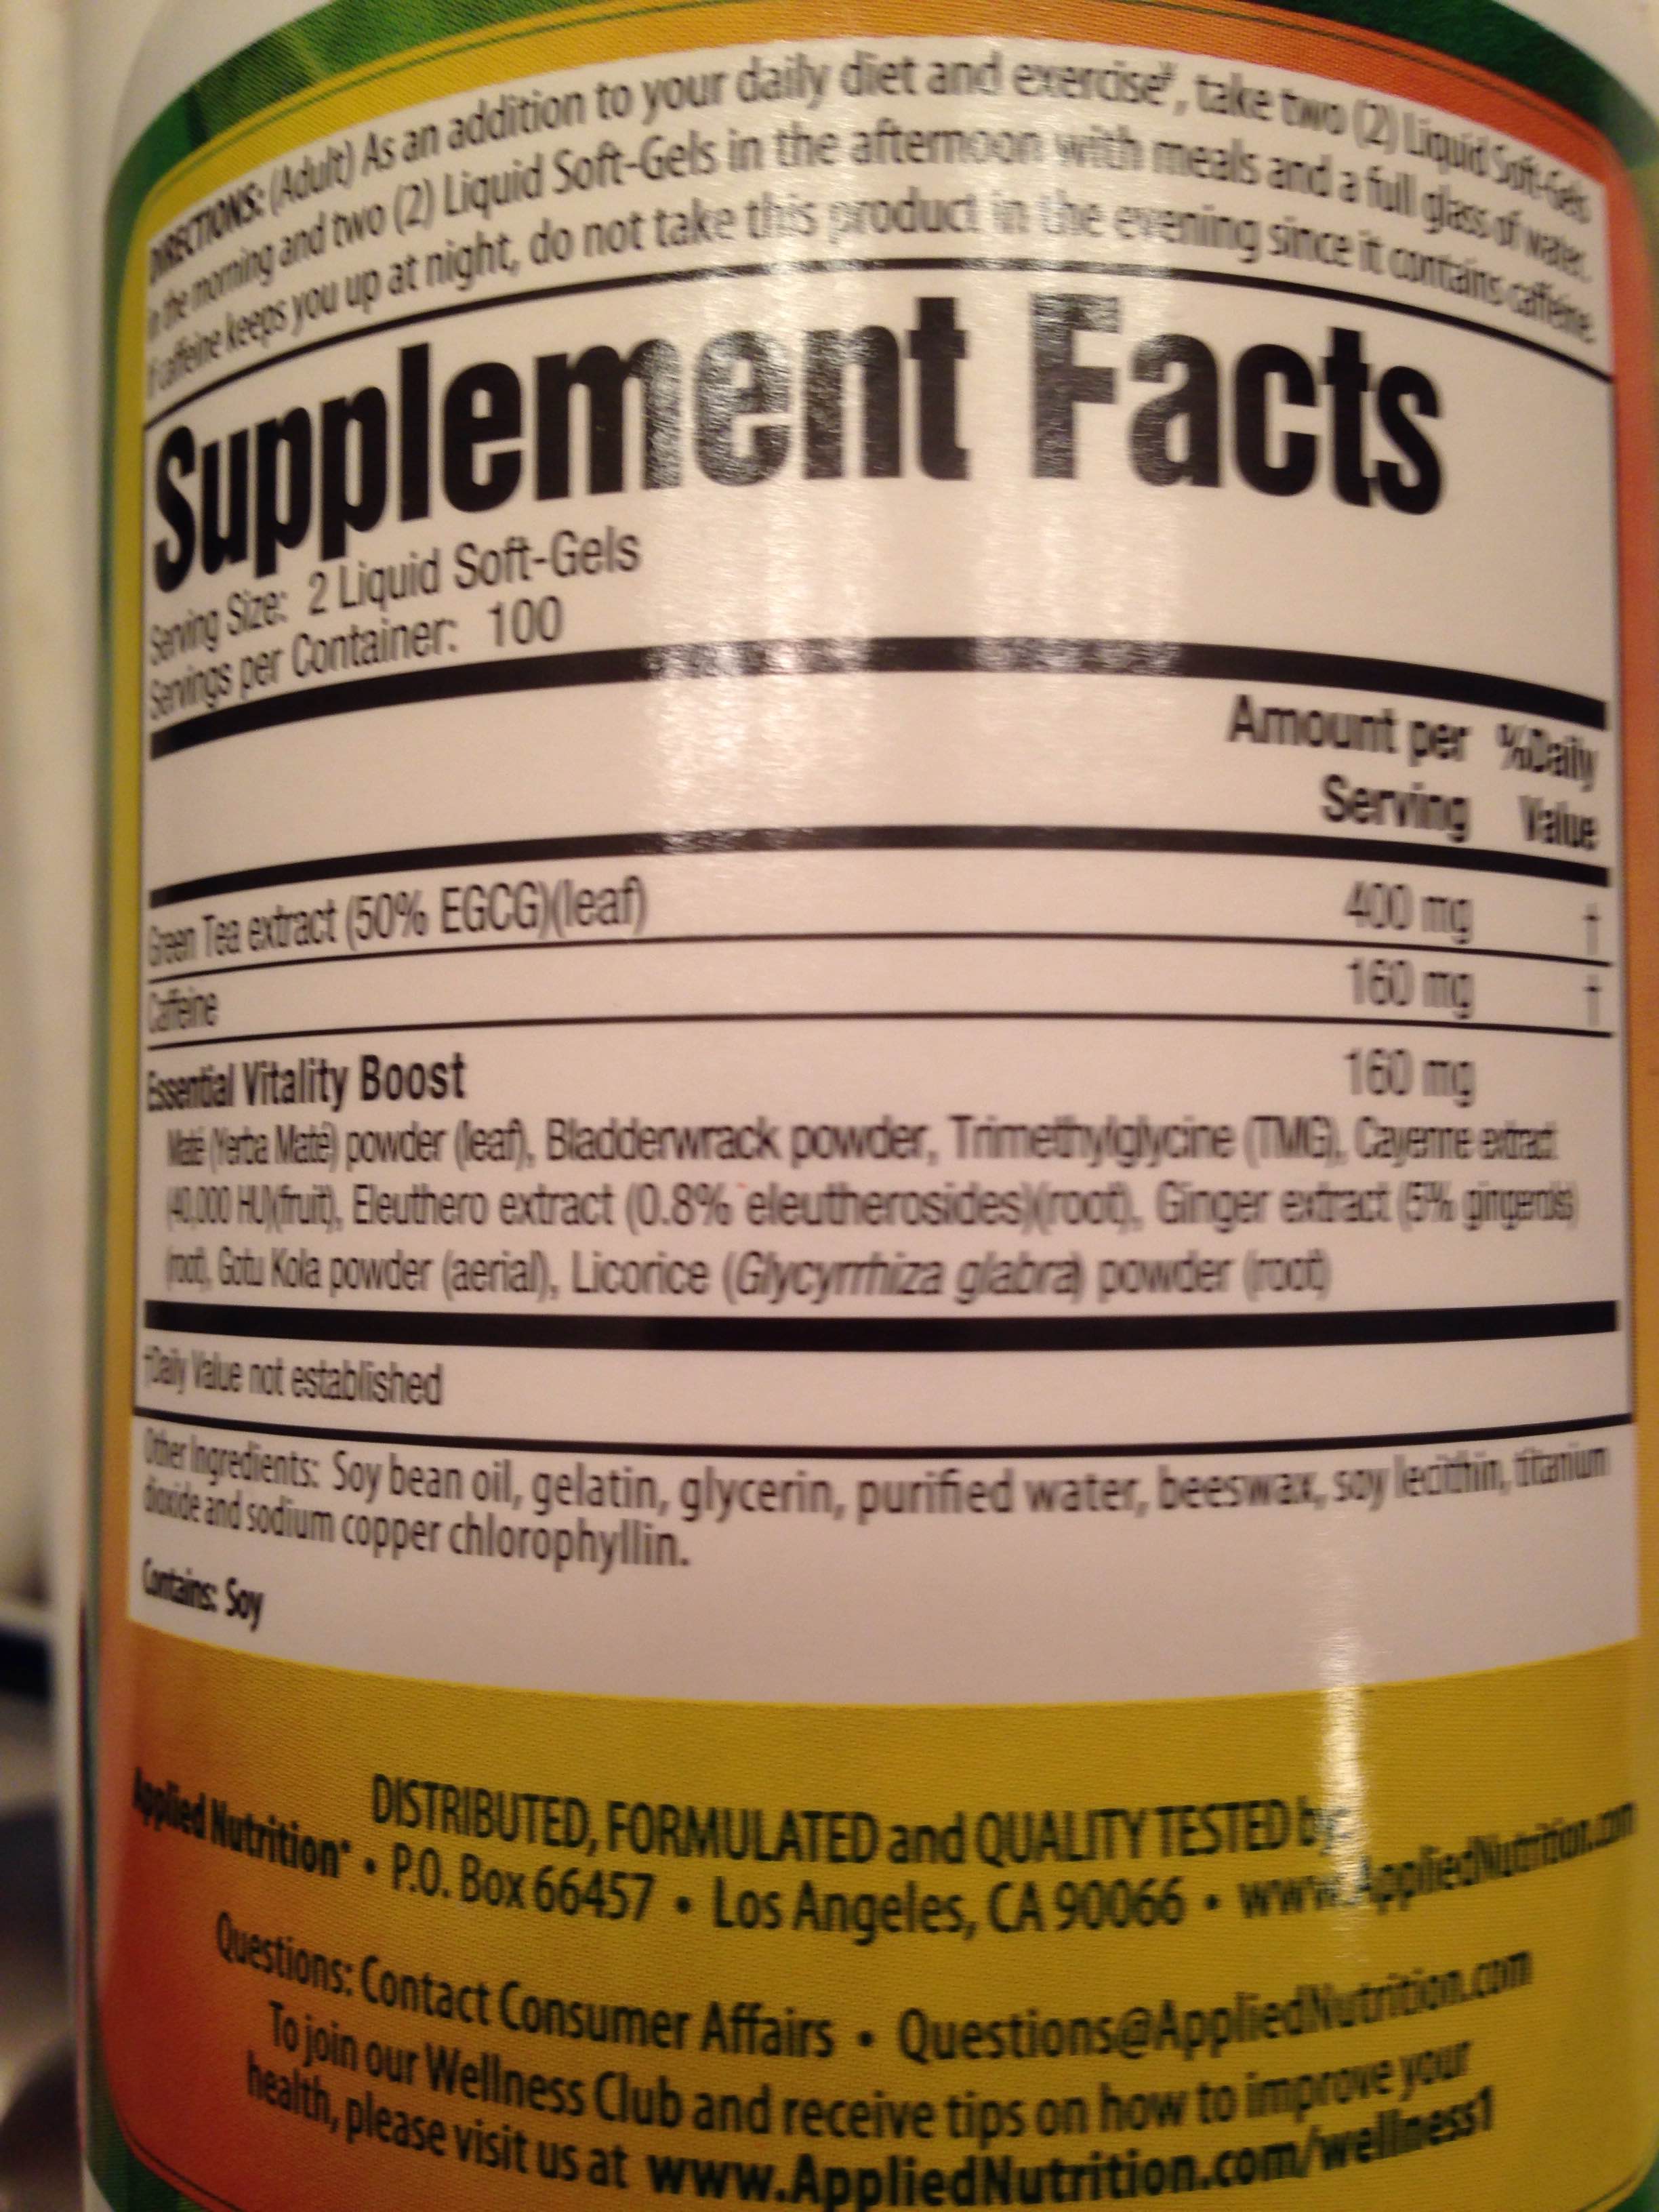 DIRECTIONS: (Adult) As an addition to your daily diet and exercise‡, take two (2) Liquid Soft-Gels
in the morning and two (2) Liquid Soft-Gels in the afternoon with meals and a full glass of water.
If caffeine keeps you up at night, do not take this product in the evening since it contains caffeine.
Supplement Facts
Serving Size: 2 Liquid Soft-Gels
Servings per Container: 100
Amount per %Daily
Serving Value
Green Tea extract (50% EGCG)(leaf) 400 mg †
Caffeine 160 mg †
Essential Vitality Boost 160 mg
Maté (Yerba Maté) powder (leaf), Bladderwrack powder, Trimethylglycine (TMG), Cayenne extract
(40,000 HU)(fruit), Eleuthero extract (0.8% eleutherosides)(root), Ginger extract (5% gingerols)
(root), Gotu Kola powder (aerial), Licorice (Glycyrrhiza glabra) powder (root)
†Daily Value not established
Other Ingredients: Soy bean oil, gelatin, glycerin, purified water, beeswax, soy lecithin, titanium
dioxide and sodium copper chlorophyllin.
Contains: Soy
DISTRIBUTED, FORMULATED and QUALITY TESTED by:
Applied Nutrition® • P.O. Box 66457 • Los Angeles, CA 90066 • www.AppliedNutrition.com
Questions: Contact Consumer Affairs • Questions@AppliedNutrition.com
To join our Wellness Club and receive tips on how to improve your
health, please visit us at www.AppliedNutrition.com/wellness1